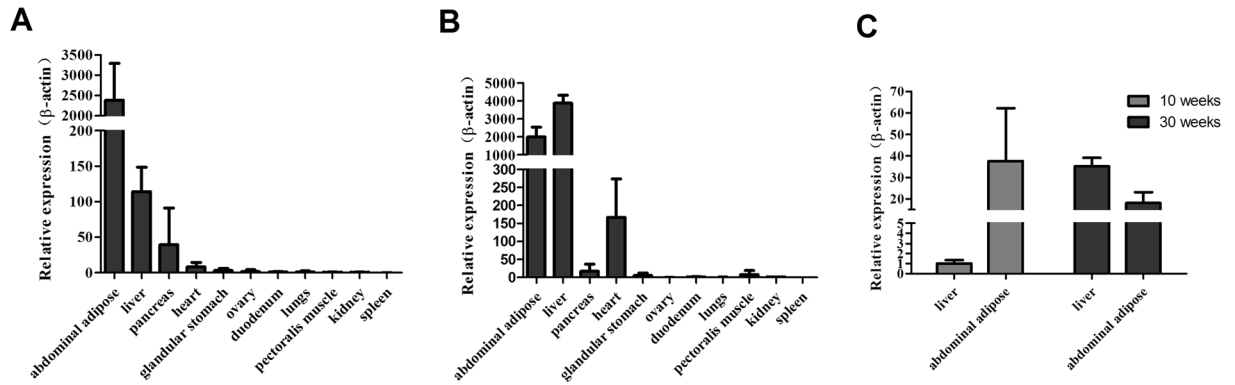 A
Relative expression（β-actin）
3500
3000
2500
2000
200
150
100
50
0
abdominal adipose
liver
pancreas
heart
glandular stomach
ovary
duodenum
lungs
pectoralis muscle
kidney
spleen
B
Relative expression（β-actin）
5000
4000
3000
2000
1000
300
250
200
150
100
50
0
abdominal adipose
liver
pancreas
heart
glandular stomach
ovary
duodenum
lungs
pectoralis muscle
kidney
spleen
C
Relative expression（β-actin）
70
60
50
40
30
20
5
4
3
2
1
0
liver
abdominal adipose
liver
abdominal adipose
10 weeks
30 weeks